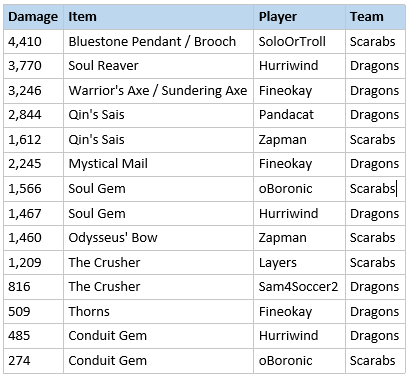 Damage Item Player Team
4,410 Bluestone Pendant / Brooch SoloOrTroll Scarabs
3,770 Soul Reaver Hurriwind Dragons
3,246 Warrior's Axe / Sundering Axe Fineokay Dragons
2,844 Qin's Sais Pandacat Dragons
1,612 Qin's Sais Zapman Scarabs
2,245 Mystical Mail Fineokay Dragons
1,566 Soul Gem oBoronic Scarabs
1,467 Soul Gem Hurriwind Dragons
1,460 Odysseus' Bow Zapman Scarabs
1,209 The Crusher Layers Scarabs
816 The Crusher Sam4Soccer2 Dragons
509 Thorns Fineokay Dragons
485 Conduit Gem Hurriwind Dragons
274 Conduit Gem oBoronic Scarabs